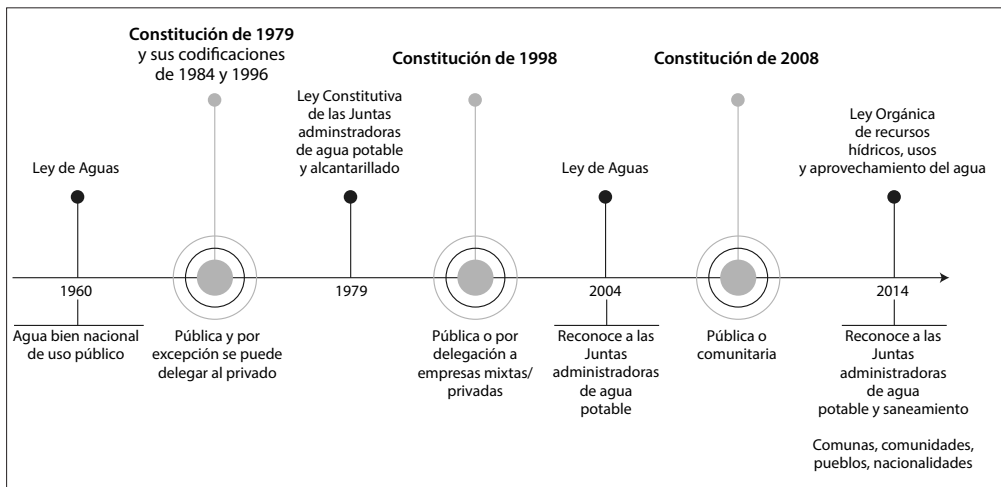 Constitución de 1979
y sus codificaciones
de 1984 y 1996
Constitución de 1998
Constitución de 2008
Ley Constitutiva
de las Juntas
adminstradoras
de agua potable
y alcantarillado
Ley Orgánica
de recursos
hídricos, usos
y aprovechamiento del agua
Ley de Aguas
Ley de Aguas
1960
1979
2004
2014
Agua bien nacional
de uso público
Pública y por
excepción se puede
delegar al privado
Pública o por
delegación a
empresas mixtas/
privadas
Reconoce a las
Juntas
administradoras
de agua
potable
Pública o
comunitaria
Reconoce a las
Juntas
administradoras
de agua
potable y saneamiento
Comunas, comunidades,
pueblos, nacionalidades